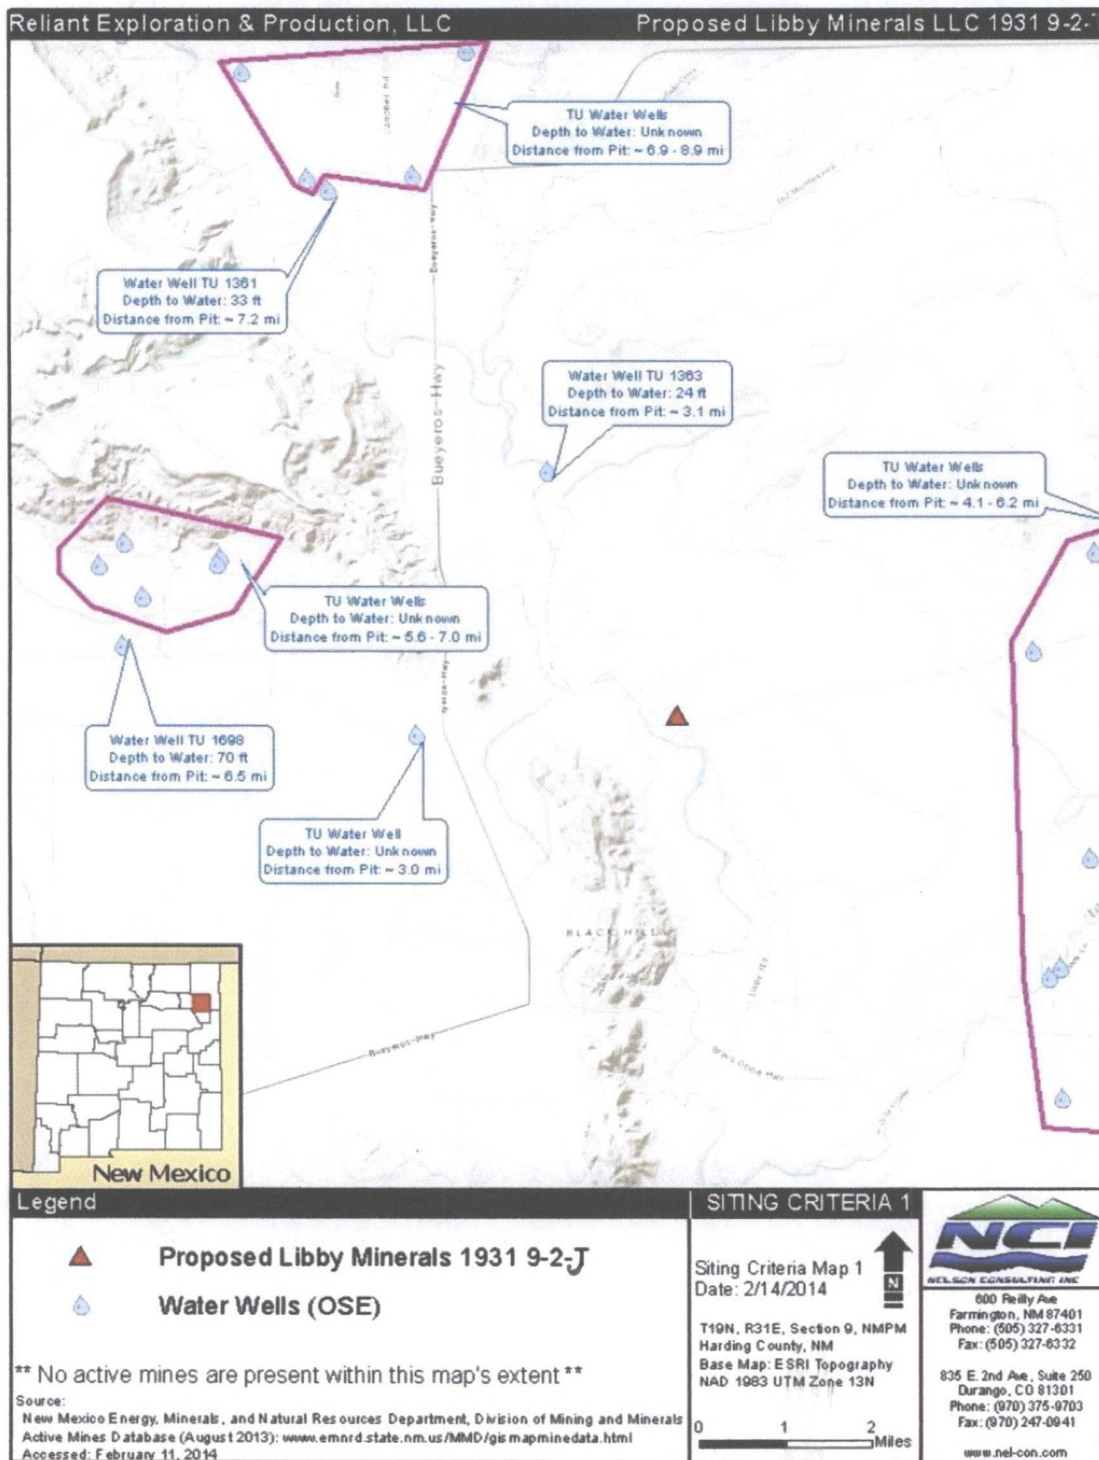 Reliant Exploration & Production, LLC
Proposed Libby Minerals LLC 1931 9-2-
TU Water Wells
Depth to Water: Unknown
Distance from Pit: ~ 6.9 - 8.9 mi
Bueyeros-Hwy
Water Well TU 1361
Depth to Water: 33 ft
Distance from Pit: ~ 7.2 mi
Water Well TU 1363
Depth to Water: 24 ft
Distance from Pit: ~ 3.1 mi
Bueyeros-Hwy
TU Water Wells
Depth to Water: Unknown
Distance from Pit: ~ 4.1 - 6.2 mi
TU Water Wells
Depth to Water: Unknown
Distance from Pit: ~ 5.6 - 7.0 mi
Water Well TU 1698
Depth to Water: 70 ft
Distance from Pit: ~ 6.5 mi
TU Water Well
Depth to Water: Unknown
Distance from Pit: ~ 3.0 mi
BLACK HILLS
Libby Rd
Bueyeros-Hwy
Bravo Dome Hwy
New Mexico
Legend
Proposed Libby Minerals 1931 9-2-J
Water Wells (OSE)
** No active mines are present within this map's extent **
Source:
New Mexico Energy, Minerals, and Natural Resources Department, Division of Mining and Minerals
Active Mines Database (August 2013): www.emnrd.state.nm.us/MMD/gismapminedata.html
Accessed: February 11, 2014
SITING CRITERIA 1
Siting Criteria Map 1
Date: 2/14/2014
N
T19N, R31E, Section 9, NMPM
Harding County, NM
Base Map: ESRI Topography
NAD 1983 UTM Zone 13N
0 1 2
Miles
NCI
NELSON CONSULTING INC
600 Reilly Ave
Farmington, NM 87401
Phone: (505) 327-6331
Fax: (505) 327-6332
835 E. 2nd Ave, Suite 250
Durango, CO 81301
Phone: (970) 375-9703
Fax: (970) 247-0941
www.nel-con.com